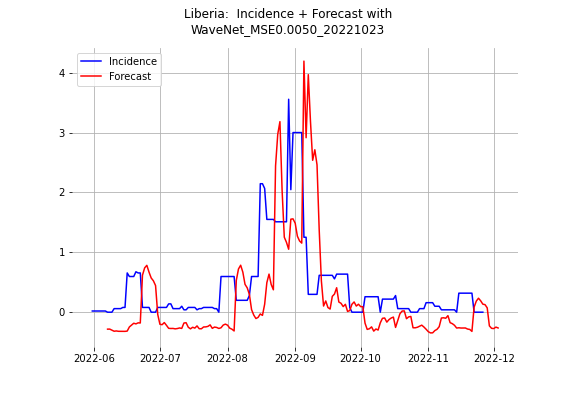 Liberia:  Incidence + Forecast with
WaveNet_MSE0.0050_20221023
Incidence
Forecast
4
3
2
1
0
2022-06 2022-07 2022-08 2022-09 2022-10 2022-11 2022-12